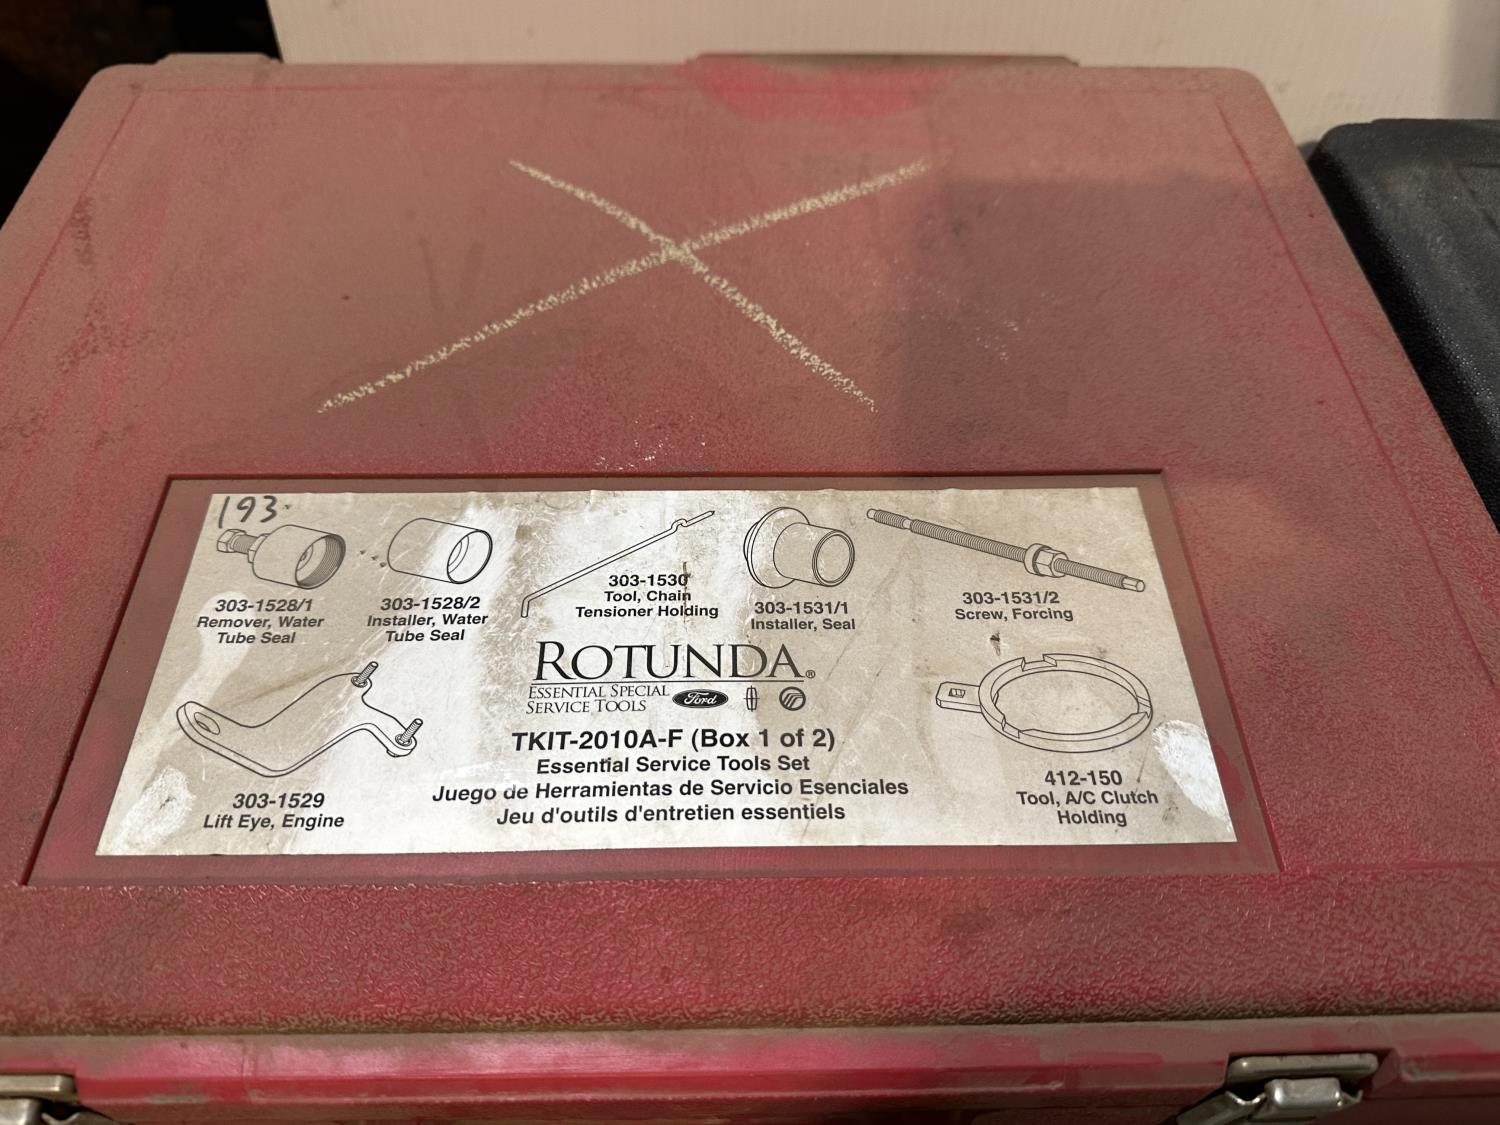 193
303-1528/1
Remover, Water
Tube Seal
303-1528/2
Installer, Water
Tube Seal
303-1530
Tool, Chain
Tensioner Holding
303-1531/1
Installer, Seal
303-1531/2
Screw, Forcing
ROTUNDA®
ESSENTIAL SPECIAL
SERVICE TOOLS
Ford
TKIT-2010A-F (Box 1 of 2)
Essential Service Tools Set
Juego de Herramientas de Servicio Esenciales
Jeu d'outils d'entretien essentiels
303-1529
Lift Eye, Engine
412-150
Tool, A/C Clutch
Holding